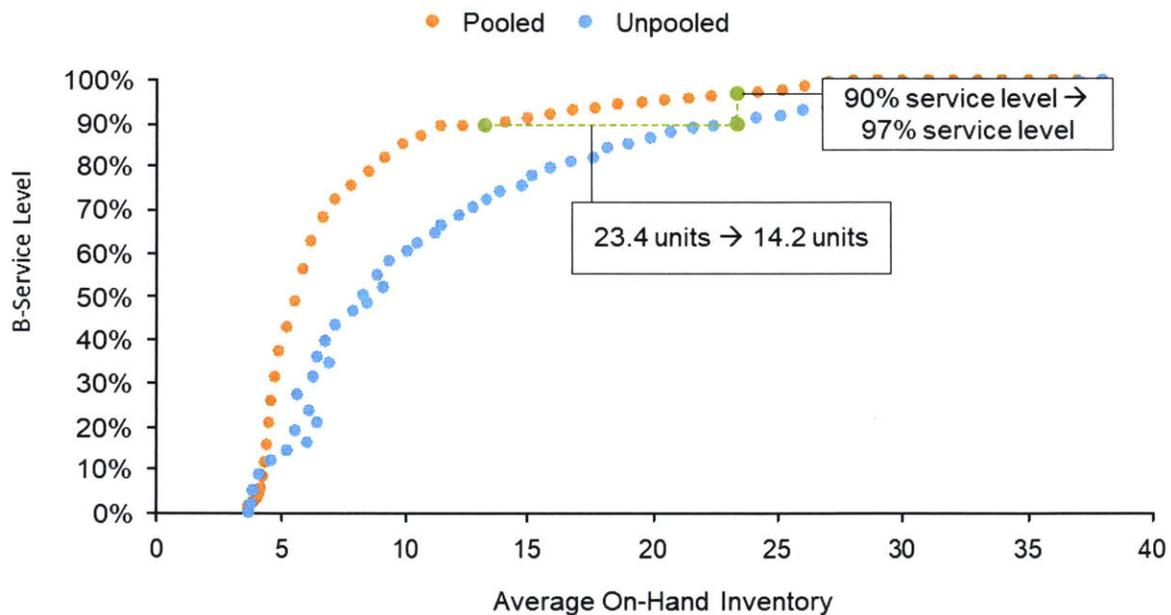 Pooled Unpooled
100%
90%
80%
70%
60%
50%
40%
30%
20%
10%
0%
B-Service Level
90% service level →
97% service level
23.4 units → 14.2 units
0 5 10 15 20 25 30 35 40
Average On-Hand Inventory